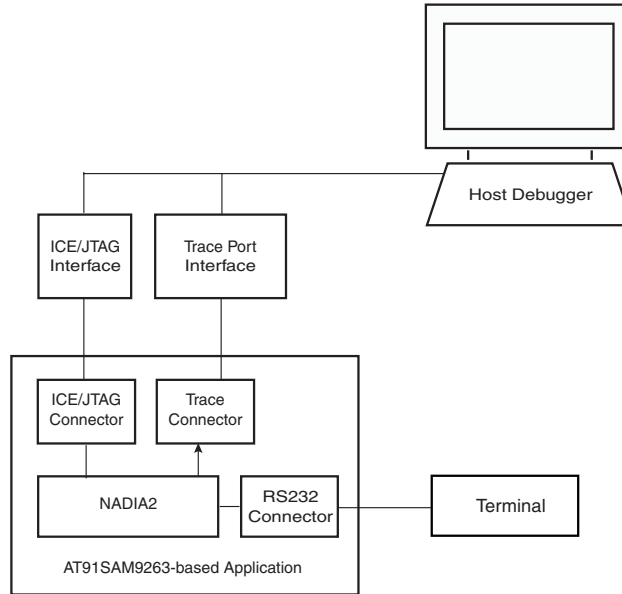 Host Debugger
ICE/JTAG
Interface
Trace Port
Interface
ICE/JTAG
Connector
Trace
Connector
NADIA2
RS232
Connector
Terminal
AT91SAM9263-based Application